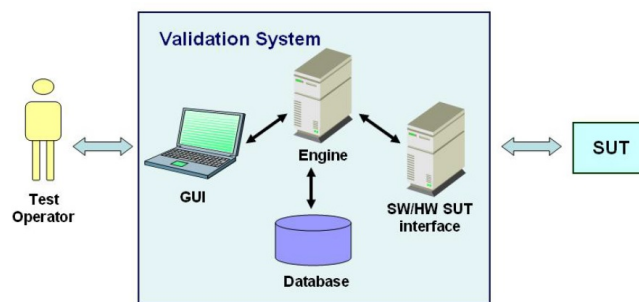 Validation System
Engine
GUI
SW/HW SUT
interface
Database
Test
Operator
SUT